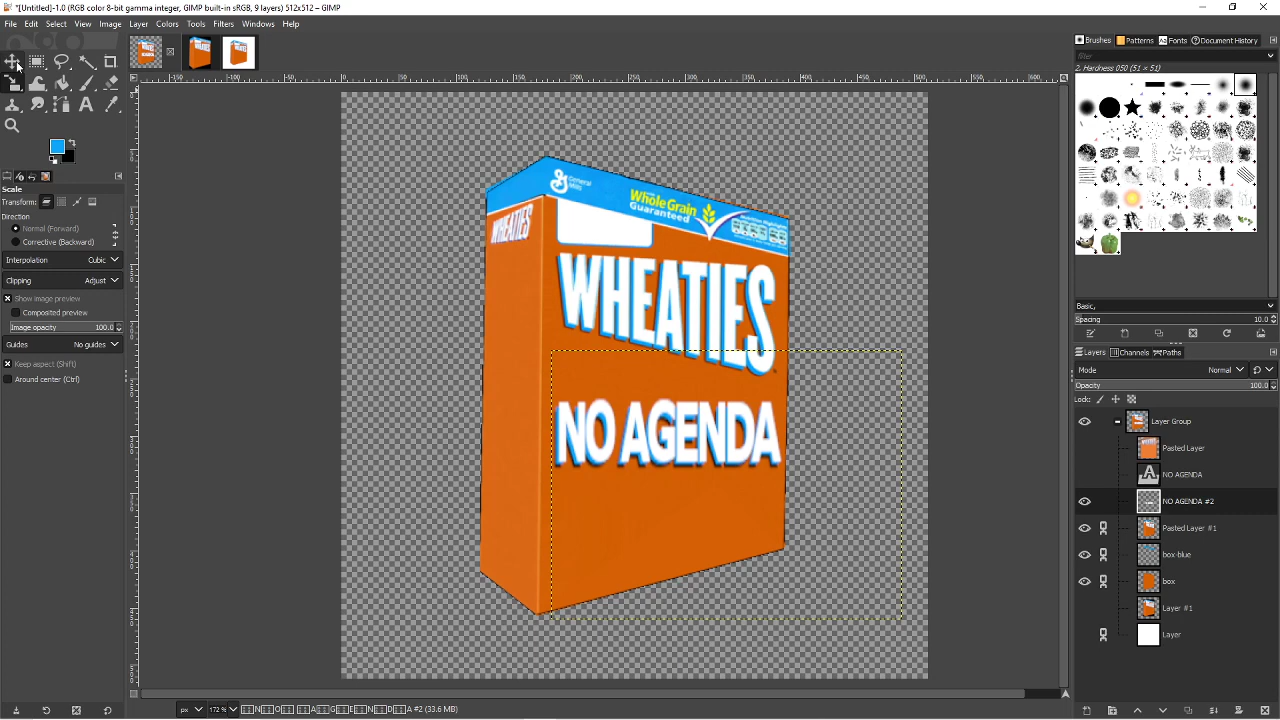 *[Untitled]-1.0 (RGB color 8-bit gamma integer, GIMP built-in sRGB, 9 layers) 512x512 – GIMP
File Edit Select View Image Layer Colors Tools Filters Windows Help
Scale
Transform:
Direction
Normal (Forward)
Corrective (Backward)
Interpolation Cubic
Clipping Adjust
Show image preview
Composited preview
Image opacity 100.0
Guides No guides
Keep aspect (Shift)
Around center (Ctrl)
General
Mills
Whole Grain
Guaranteed
WHEATIES
WHEATIES
NO AGENDA
px 172 %
A #2 (33.6 MB)
Brushes Patterns Fonts Document History
filter
2. Hardness 050 (51 × 51)
Basic,
Spacing 10.0
Layers Channels Paths
Mode Normal
Opacity 100.0
Lock:
Layer Group
Pasted Layer
NO AGENDA
NO AGENDA #2
Pasted Layer #1
box-blue
box
Layer #1
Layer